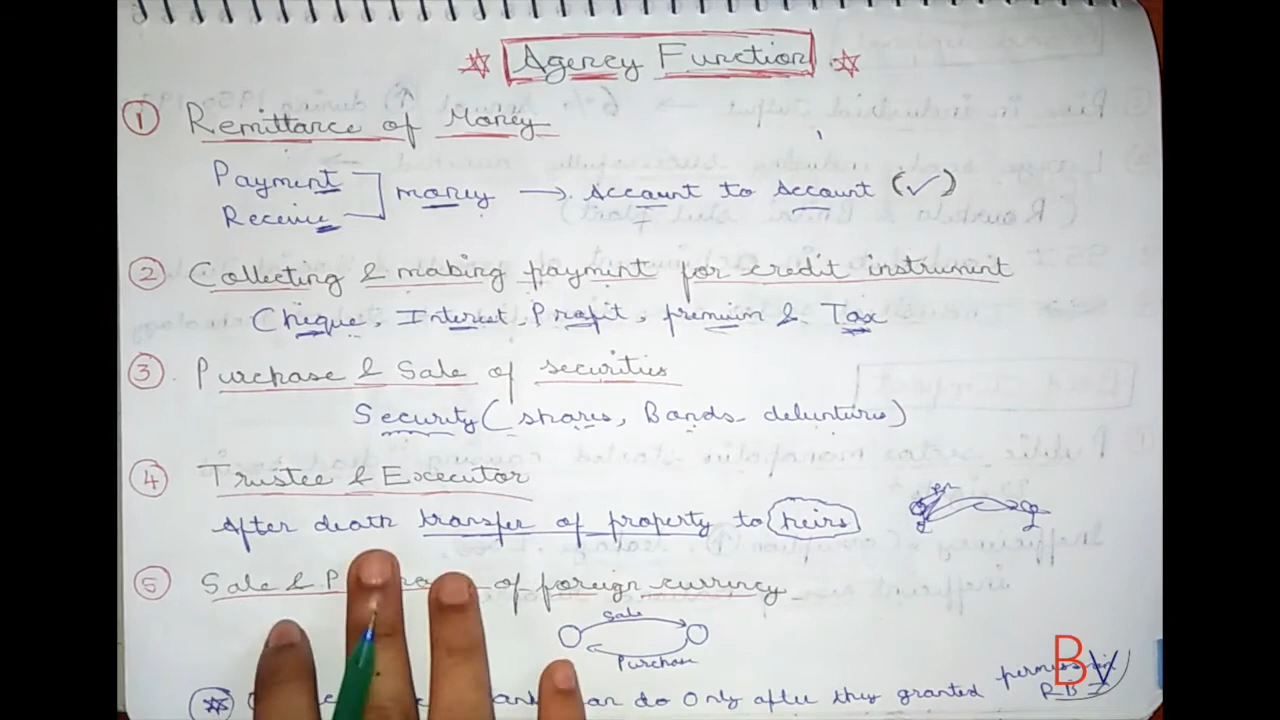 Agency Function
① Remittance of Money
Payment
Receive
money → Account to Account (✓)
② Collecting & making payment for credit instrument
Cheque, Interest, Profit, premium & Tax
③ Purchase & Sale of securities
Security (shares, Bonds debuntures)
④ Trustee & Executor
After death transfer of property to heirs
⑤ Sale & of foreign currency
Sale
Purchase
can do Only after they granted permission
RBI
BV